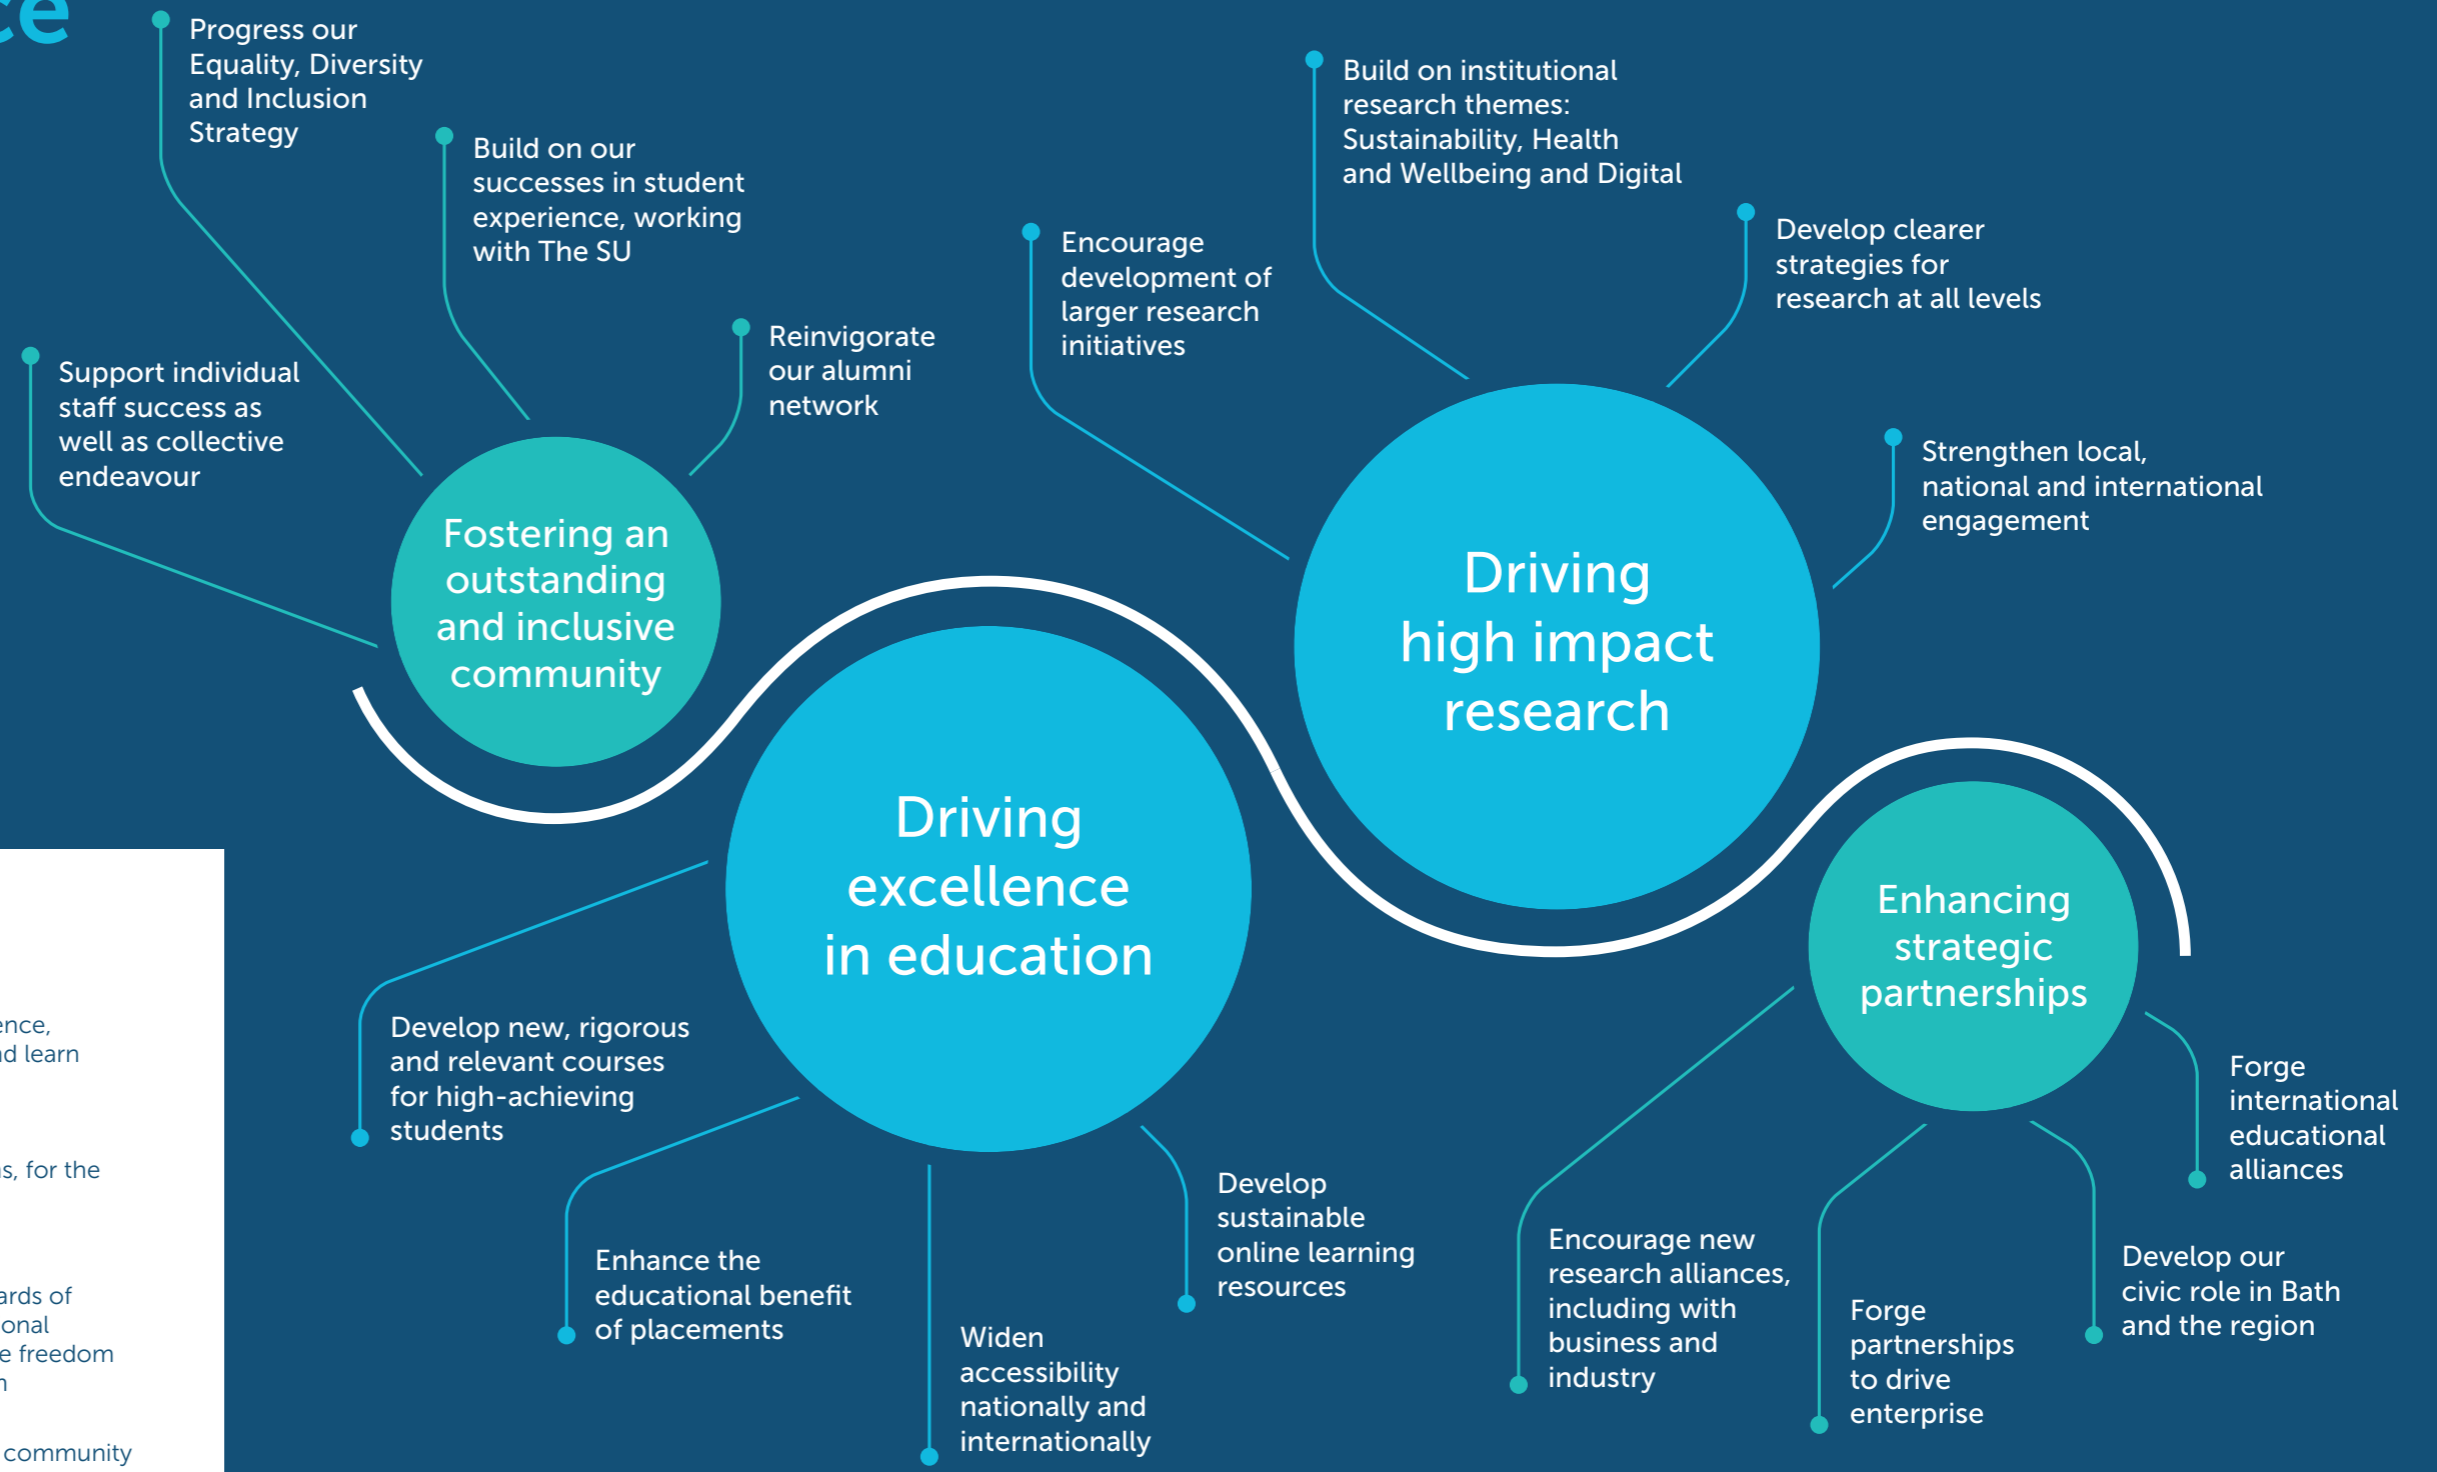 Progress our
Equality, Diversity
and Inclusion
Strategy
Build on our
successes in student
experience, working
with The SU
Support individual
staff success as
well as collective
endeavour
Reinvigorate
our alumni
network
Fostering an
outstanding
and inclusive
community
Encourage
development of
larger research
initiatives
Build on institutional
research themes:
Sustainability, Health
and Wellbeing and Digital
Develop clearer
strategies for
research at all levels
Strengthen local,
national and international
engagement
Driving
high impact
research
Driving
excellence
in education
Develop new, rigorous
and relevant courses
for high-achieving
students
Enhance the
educational benefit
of placements
Widen
accessibility
nationally and
internationally
Develop
sustainable
online learning
resources
Enhancing
strategic
partnerships
Encourage new
research alliances,
including with
business and
industry
Forge
partnerships
to drive
enterprise
Develop our
civic role in Bath
and the region
Forge
international
educational
alliances
learn
for the
of
freedom
community